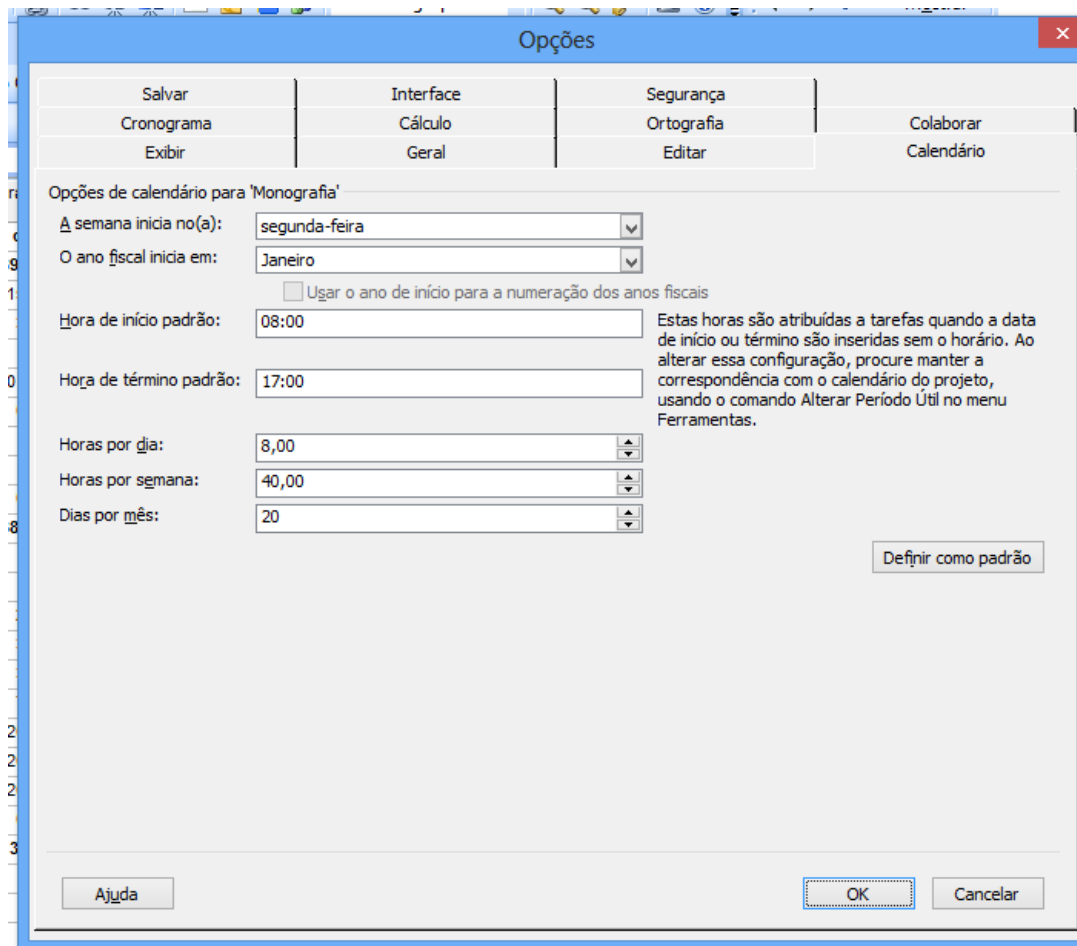 Opções
Salvar Interface Segurança
Cronograma Cálculo Ortografia Colaborar
Exibir Geral Editar Calendário
Opções de calendário para 'Monografia'
A semana inicia no(a): segunda-feira
O ano fiscal inicia em: Janeiro
Usar o ano de início para a numeração dos anos fiscais
Hora de início padrão: 08:00
Estas horas são atribuídas a tarefas quando a data
de início ou término são inseridas sem o horário. Ao
alterar essa configuração, procure manter a
correspondência com o calendário do projeto,
usando o comando Alterar Período Útil no menu
Ferramentas.
Hora de término padrão: 17:00
Horas por dia: 8,00
Horas por semana: 40,00
Dias por mês: 20
Definir como padrão
Ajuda OK Cancelar